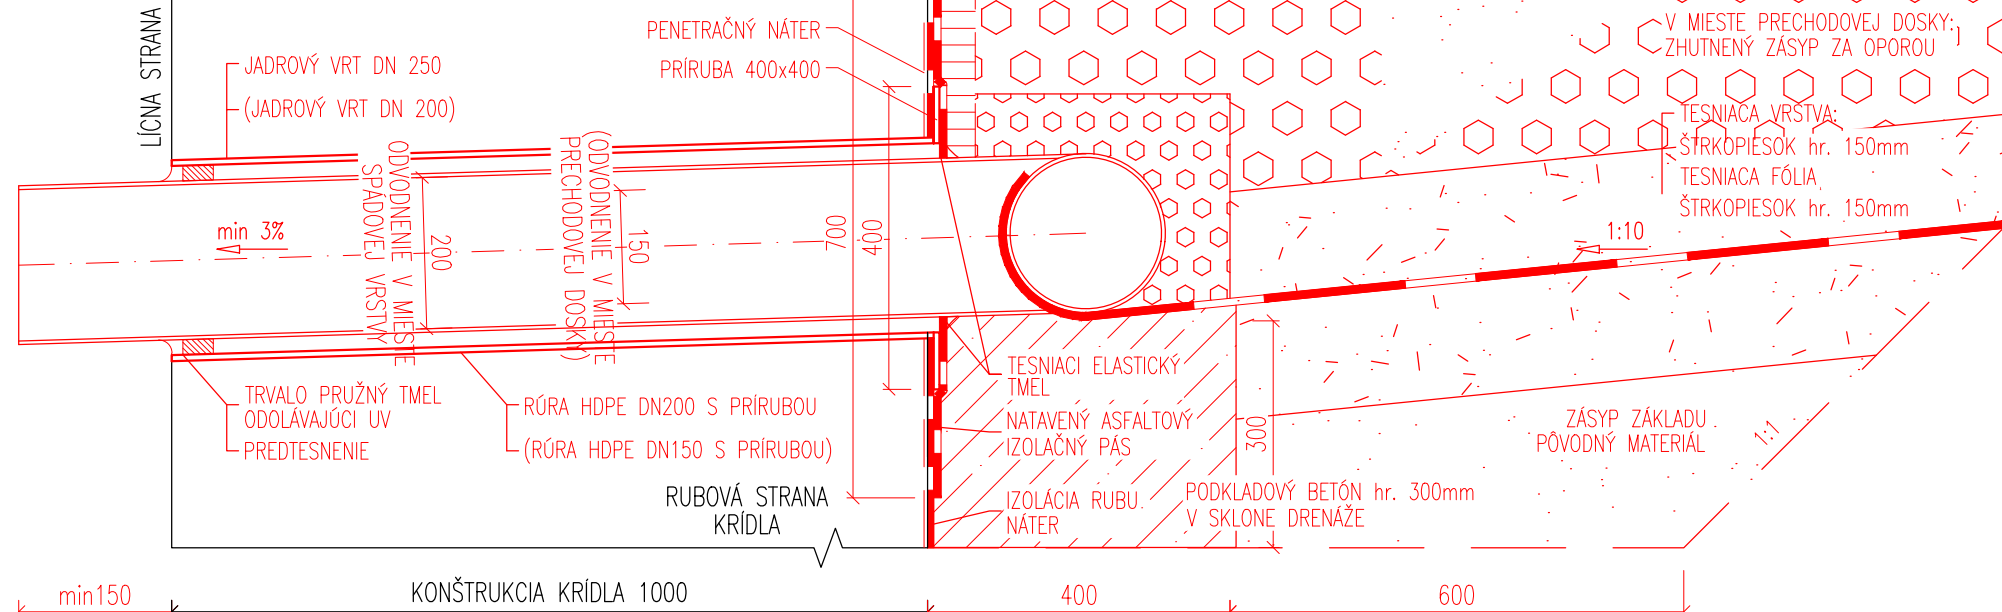 LÍCNA STRANA
JADROVÝ VRT DN 250
(JADROVÝ VRT DN 200)
PENETRAČNÝ NÁTER
PRÍRUBA 400x400
V MIESTE PRECHODOVEJ DOSKY:
ZHUTNENÝ ZÁSYP ZA OPOROU
TESNIACA VRSTVA:
ŠTRKOPIESOK hr. 150mm
TESNIACA FÓLIA
ŠTRKOPIESOK hr. 150mm
min 3%
ODVODNENIE V MIESTE
SPÁDOVEJ VRSTVY
200
(ODVODNENIE V MIESTE
PRECHODOVEJ DOSKY)
150
700
400
1:10
TRVALO PRUŽNÝ TMEL
ODOLÁVAJÚCI UV
PREDTESNENIE
RÚRA HDPE DN200 S PRÍRUBOU
(RÚRA HDPE DN150 S PRÍRUBOU)
TESNIACI ELASTICKÝ
TMEL
NATAVENÝ ASFALTOVÝ
IZOLAČNÝ PÁS
IZOLÁCIA RUBU
NÁTER
300
ZÁSYP ZÁKLADU
PÔVODNÝ MATERIÁL
1:1
PODKLADOVÝ BETÓN hr. 300mm
V SKLONE DRENÁŽE
RUBOVÁ STRANA
KRÍDLA
min150
KONŠTRUKCIA KRÍDLA 1000
400
600